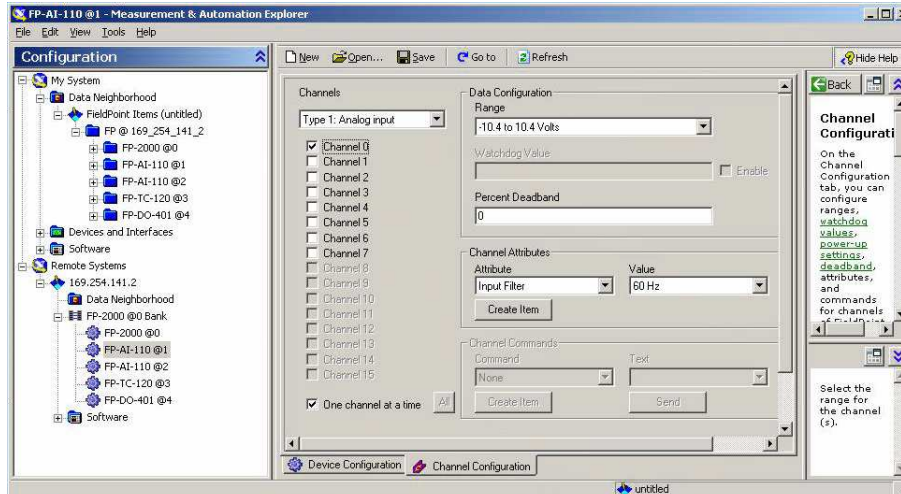 FP-AI-110 @1 - Measurement & Automation Explorer
File Edit View Tools Help
Configuration
New Open... Save Go to Refresh Hide Help
My System
Data Neighborhood
FieldPoint Items (untitled)
FP @ 169_254_141_2
FP-2000 @0
FP-AI-110 @1
FP-AI-110 @2
FP-TC-120 @3
FP-DO-401 @4
Devices and Interfaces
Software
Remote Systems
169.254.141.2
Data Neighborhood
FP-2000 @0 Bank
FP-2000 @0
FP-AI-110 @1
FP-AI-110 @2
FP-TC-120 @3
FP-DO-401 @4
Software
Channels
Type 1: Analog input
Channel 0
Channel 1
Channel 2
Channel 3
Channel 4
Channel 5
Channel 6
Channel 7
Channel 8
Channel 9
Channel 10
Channel 11
Channel 12
Channel 13
Channel 14
Channel 15
One channel at a time All
Data Configuration
Range
-10.4 to 10.4 Volts
Watchdog Value
Enable
Percent Deadband
0
Channel Attributes
Attribute Value
Input Filter 60 Hz
Create Item
Channel Commands
Command Text
None
Create Item Send
Device Configuration Channel Configuration
Back
Channel
Configurati
On the
Channel
Configuration
tab, you can
configure
ranges,
watchdog
values,
power-up
settings,
deadband,
attributes,
and
commands
for channels
of FieldPoint
Select the
range for
the channel
(s).
untitled